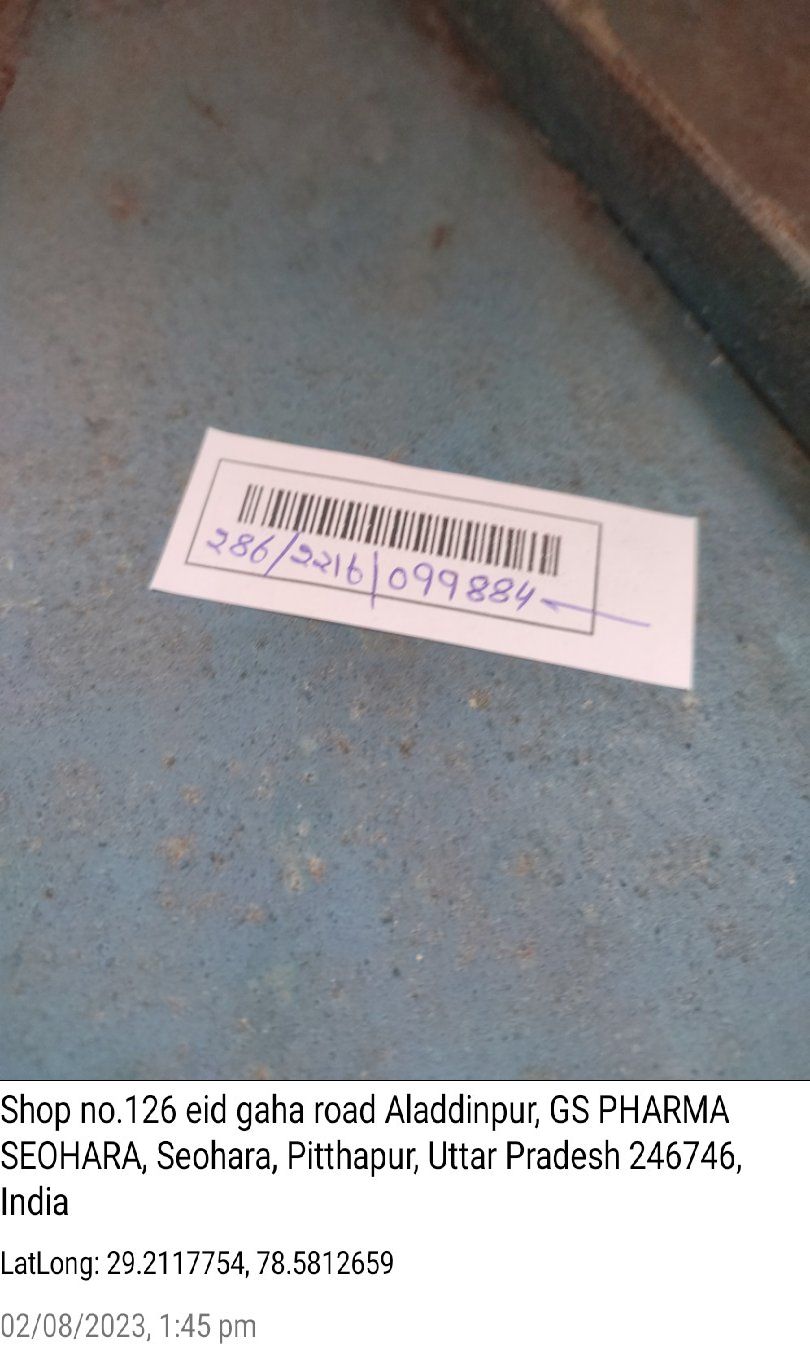 286/2216/099884
Shop no.126 eid gaha road Aladdinpur, GS PHARMA
SEOHARA, Seohara, Pitthapur, Uttar Pradesh 246746,
India
LatLong: 29.2117754, 78.5812659
02/08/2023, 1:45 pm